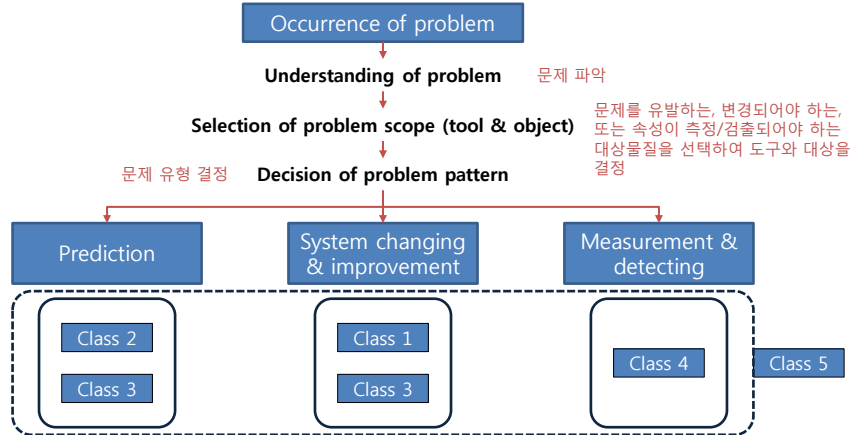 Occurrence of problem
Understanding of problem 문제 파악
Selection of problem scope (tool & object)
문제를 유발하는, 변경되어야 하는,
또는 속성이 측정/검출되어야 하는
대상물질을 선택하여 도구와 대상을
결정
문제 유형 결정 Decision of problem pattern
Prediction
System changing
& improvement
Measurement &
detecting
Class 2
Class 3
Class 1
Class 3
Class 4
Class 5